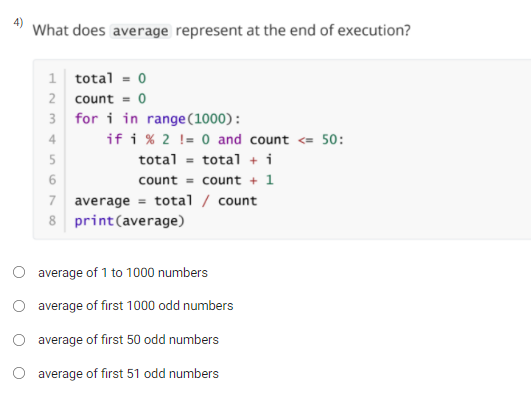 4)
What does average represent at the end of execution?
1 total = 0
2 count = 0
3 for i in range(1000):
4     if i % 2 != 0 and count <= 50:
5         total = total + i
6         count = count + 1
7 average = total / count
8 print(average)
average of 1 to 1000 numbers
average of first 1000 odd numbers
average of first 50 odd numbers
average of first 51 odd numbers